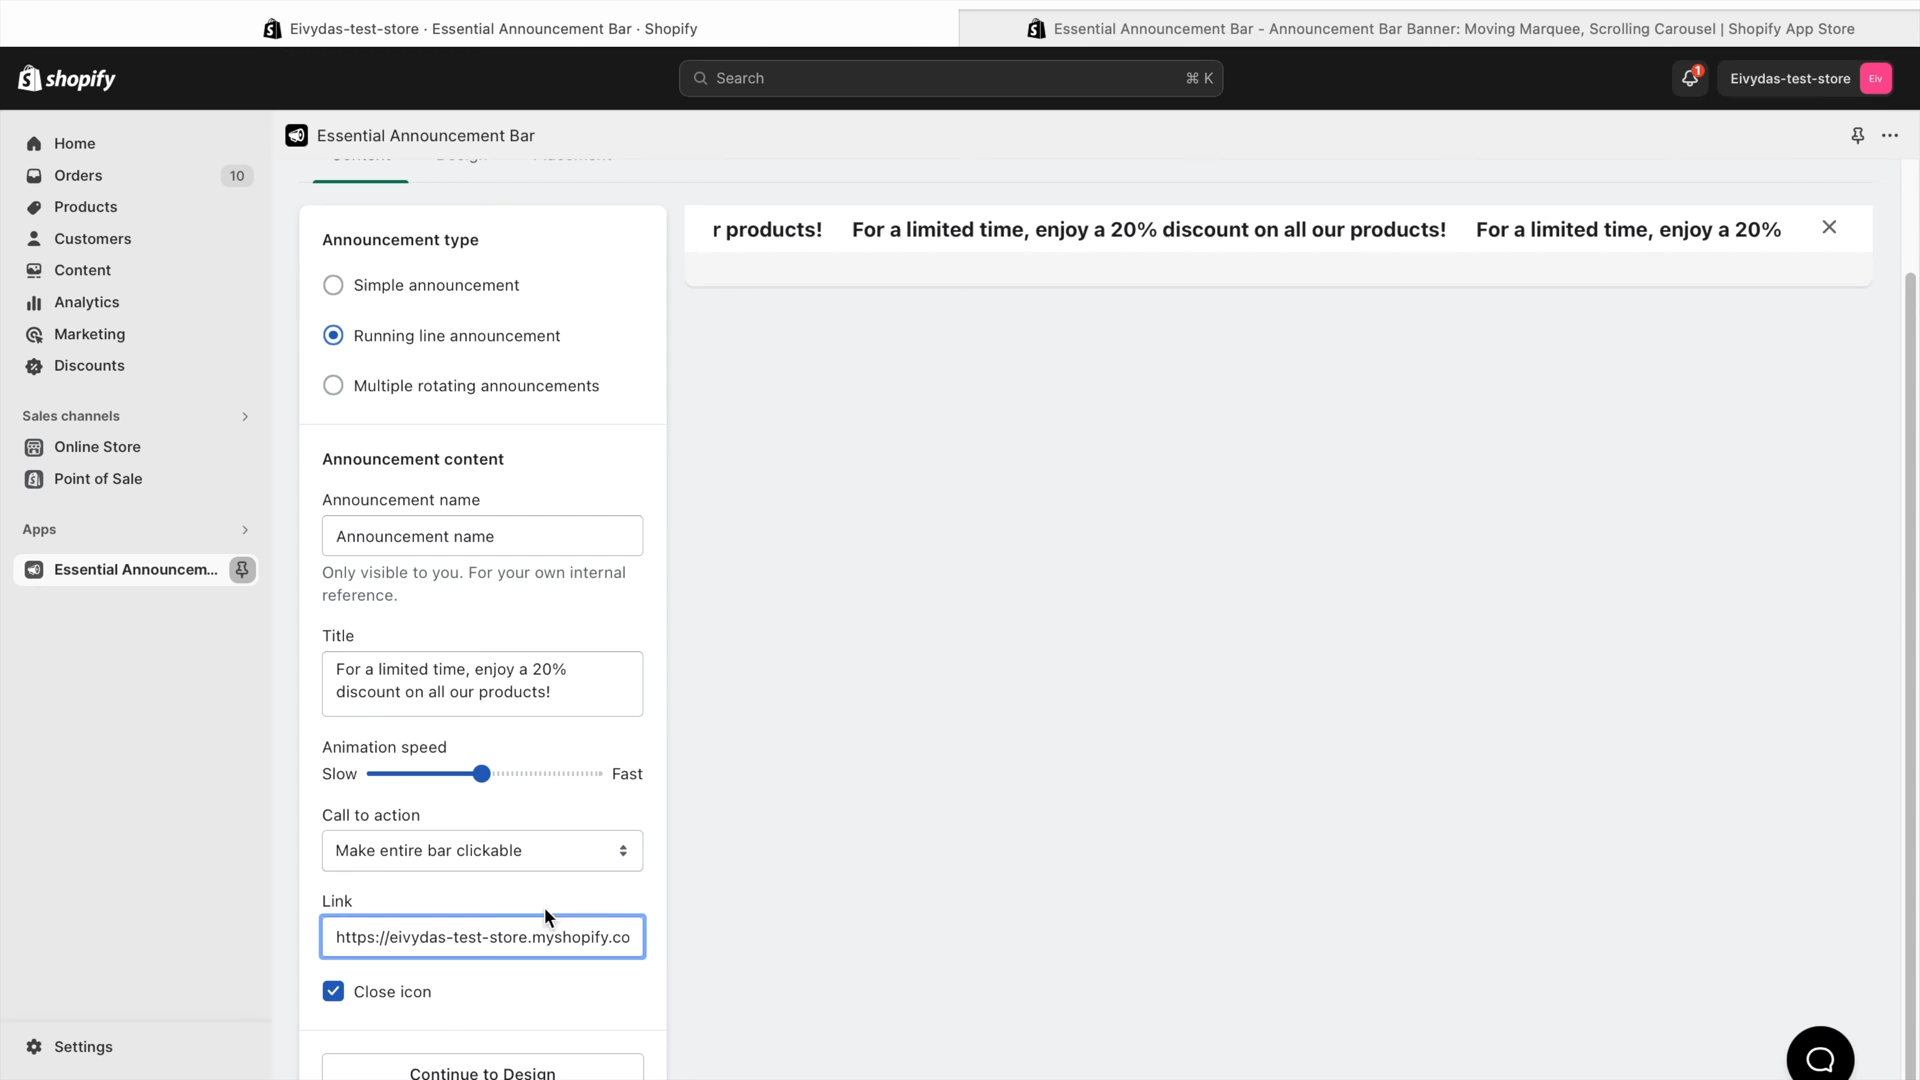 Eivydas-test-store · Essential Announcement Bar · Shopify
Essential Announcement Bar - Announcement Bar Banner: Moving Marquee, Scrolling Carousel | Shopify App Store
shopify
Search
⌘ K
1
Eivydas-test-store
Eiv
Home
Orders
10
Products
Customers
Content
Analytics
Marketing
Discounts
Sales channels
Online Store
Point of Sale
Apps
Essential Announcem...
Settings
Essential Announcement Bar
Content
Design
Placement
Announcement type
Simple announcement
Running line announcement
Multiple rotating announcements
Announcement content
Announcement name
Announcement name
Only visible to you. For your own internal
reference.
Title
For a limited time, enjoy a 20%
discount on all our products!
Animation speed
Slow
Fast
Call to action
Make entire bar clickable
Link
https://eivydas-test-store.myshopify.co
Close icon
Continue to Design
r products! For a limited time, enjoy a 20% discount on all our products! For a limited time, enjoy a 20%